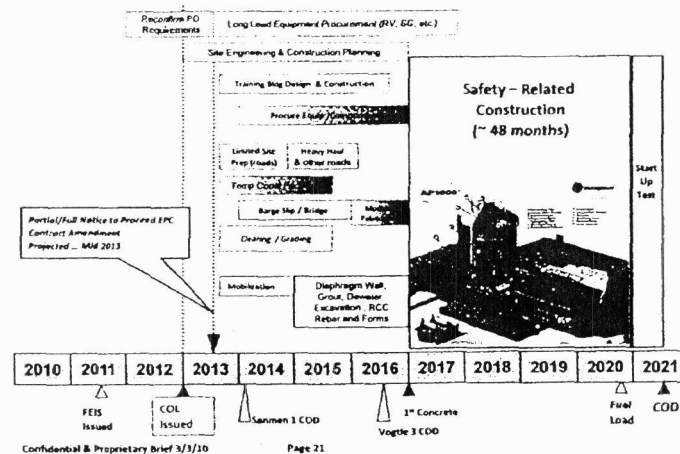 Reconfirm PO
Requirements
Long Lead Equipment Procurement (RV, SG, etc.)
Site Engineering & Construction Planning
Training Bldg Design & Construction
Procure Equip
Limited Site
Prep (roads)
Heavy Haul
& other roads
Temp
Barge Slip / Bridge
Clearing / Grading
Mobilization
Diaphragm Wall,
Grout, Dewater
Excavation, RCC
Rebar and Forms
Safety – Related
Construction
(~ 48 months)
Start
Up
Test
Partial/Full Notice to Proceed EPC
Contract Amendment
Projected ... Mid 2013
2010 2011 2012 2013 2014 2015 2016 2017 2018 2019 2020 2021
FEIS
Issued
COL
Issued
Sanmen 1 COD
Vogtle 3 COD
1st Concrete
Fuel
Load
COD
Confidential & Proprietary Brief 3/3/10 Page 21